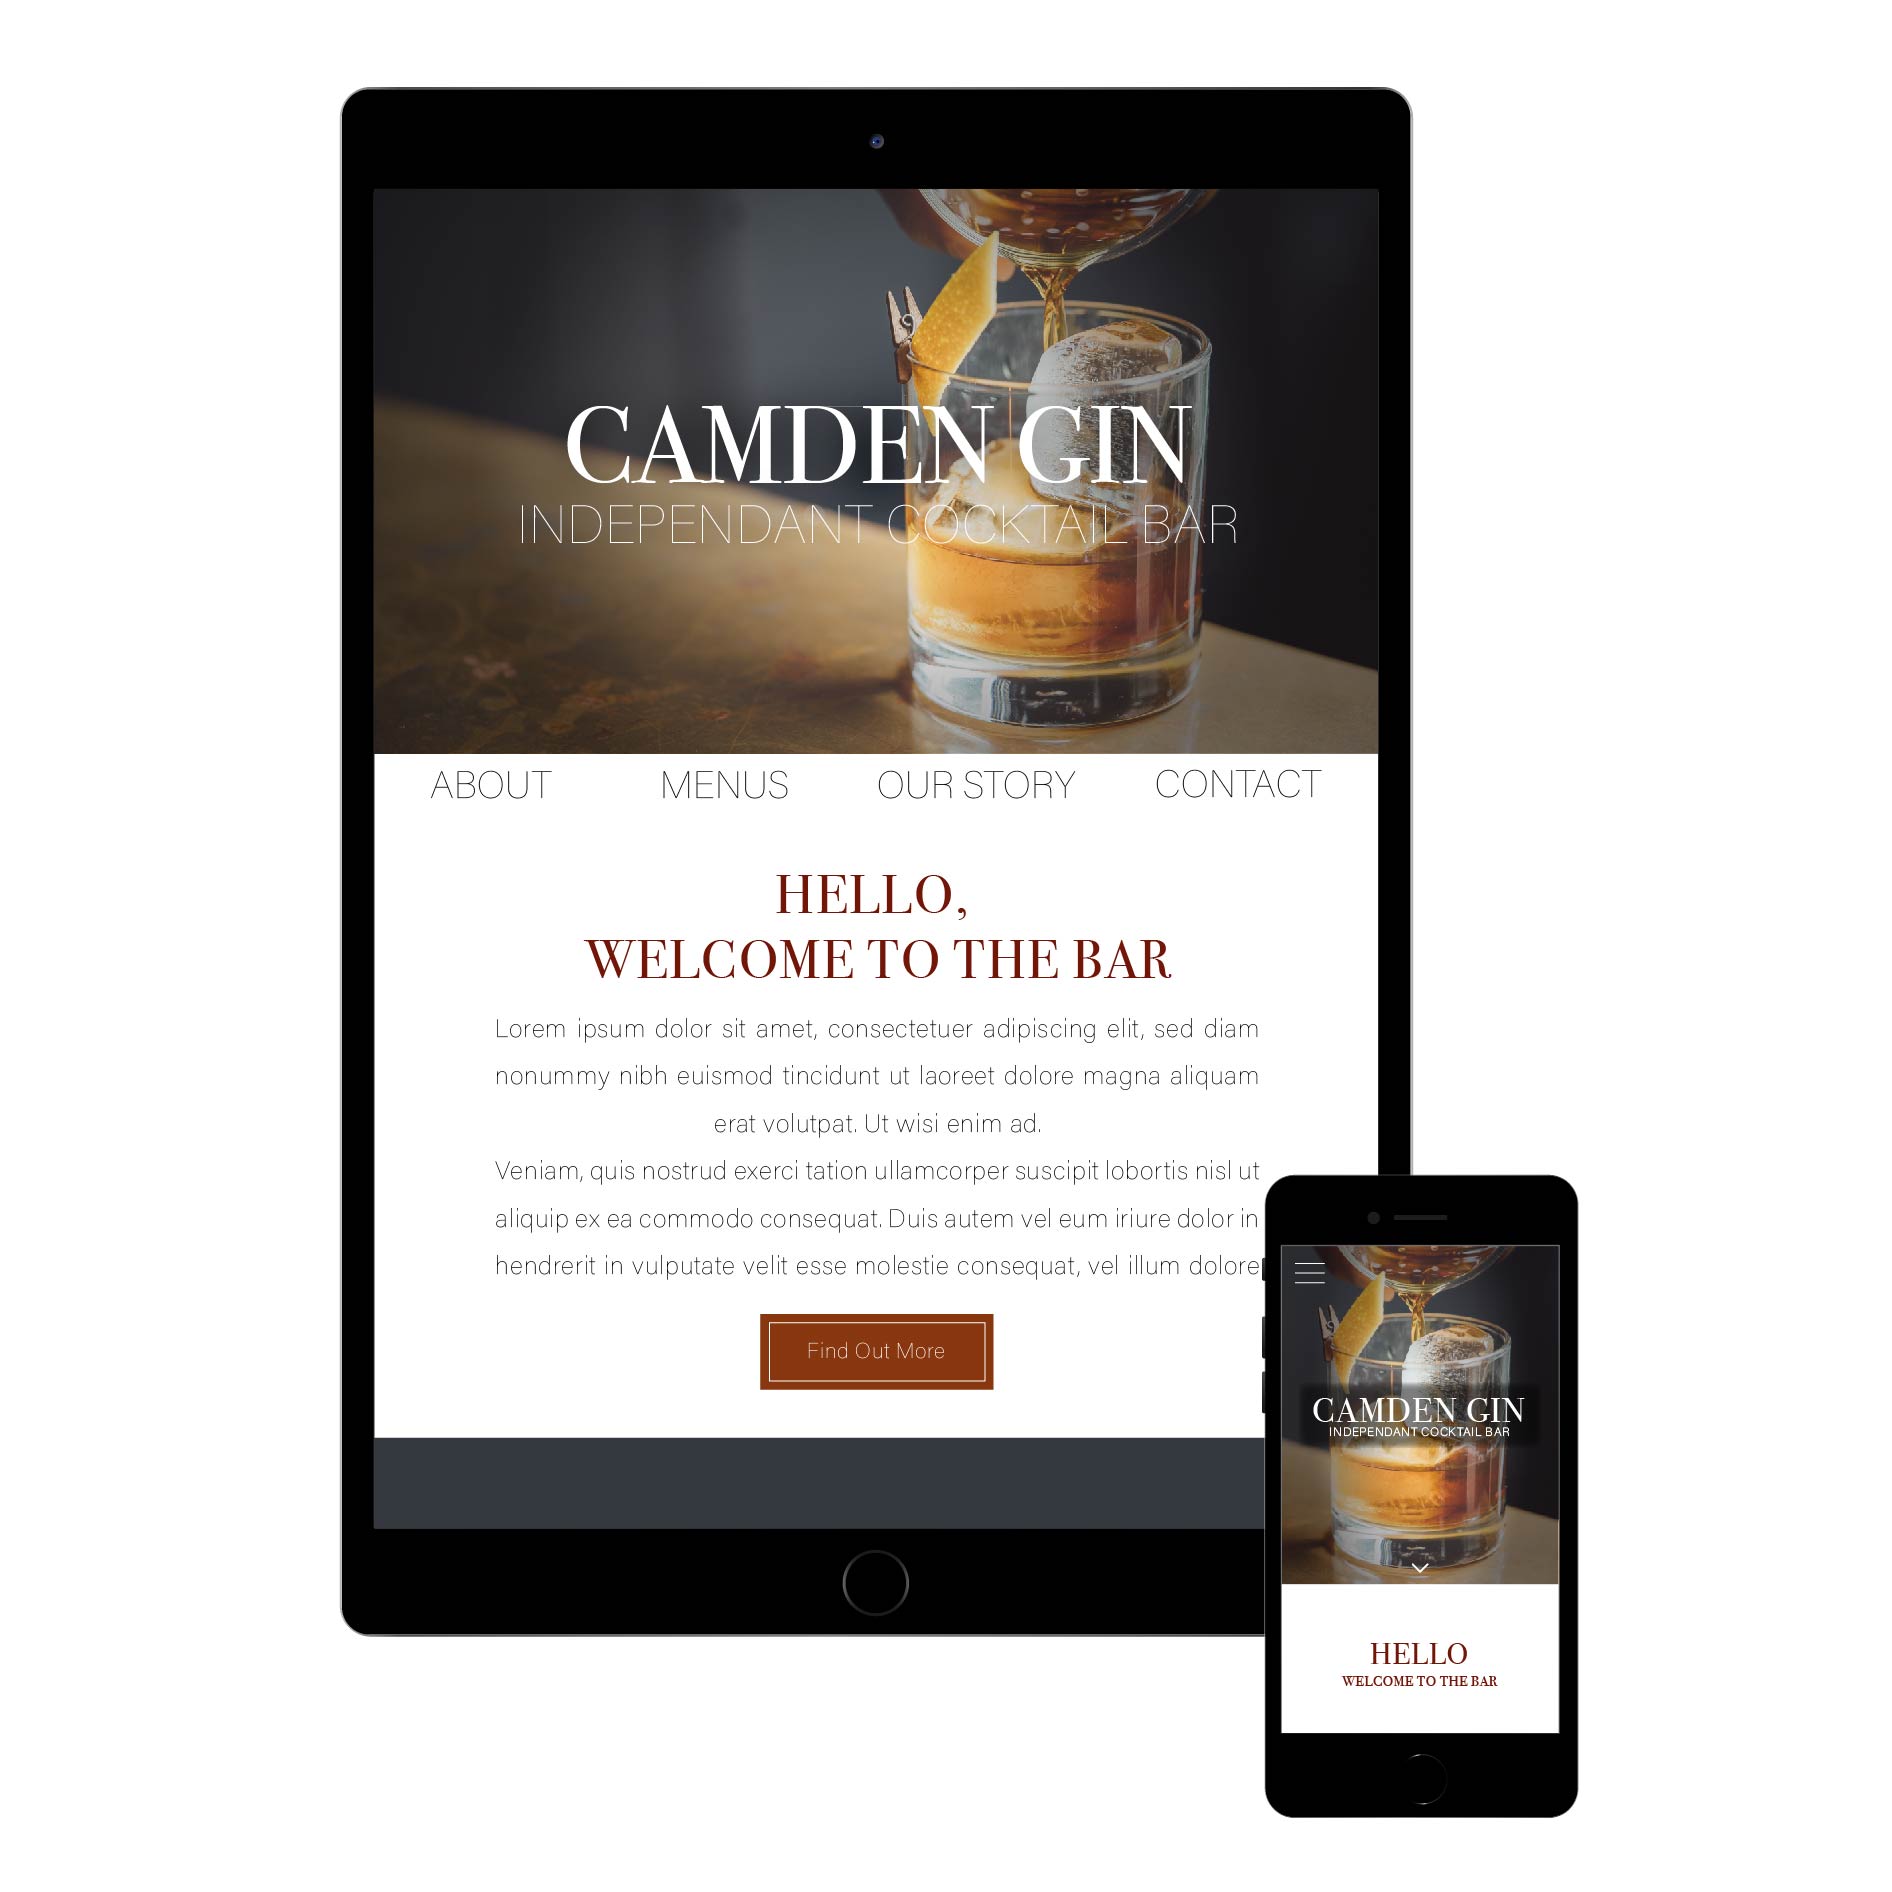 CAMDEN GIN
INDEPENDANT COCKTAIL BAR
ABOUT MENUS OUR STORY CONTACT
HELLO,
WELCOME TO THE BAR
Lorem ipsum dolor sit amet, consectetuer adipiscing elit, sed diam
nonummy nibh euismod tincidunt ut laoreet dolore magna aliquam
erat volutpat. Ut wisi enim ad.
Veniam, quis nostrud exerci tation ullamcorper suscipit lobortis nisl ut
aliquip ex ea commodo consequat. Duis autem vel eum iriure dolor in
hendrerit in vulputate velit esse molestie consequat, vel illum dolore
Find Out More
CAMDEN GIN
INDEPENDANT COCKTAIL BAR
HELLO
WELCOME TO THE BAR